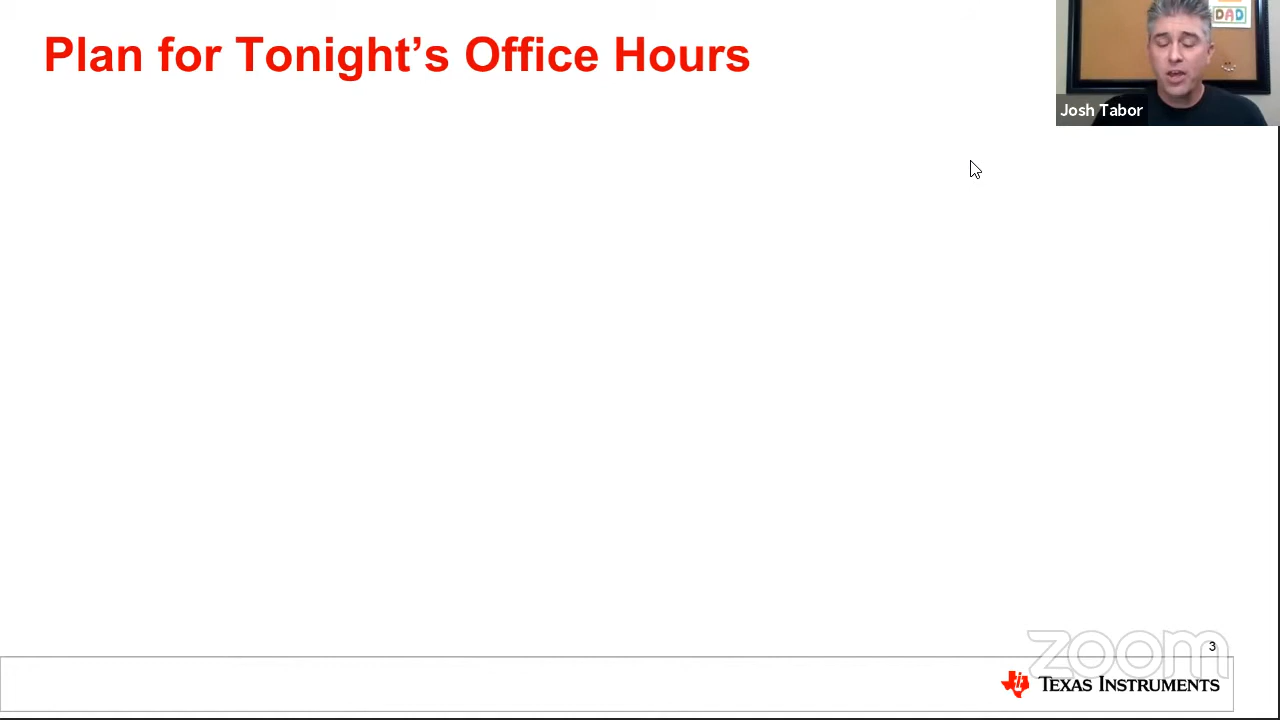 Plan for Tonight’s Office Hours
DAD
Josh Tabor
zoom
3
TEXAS INSTRUMENTS